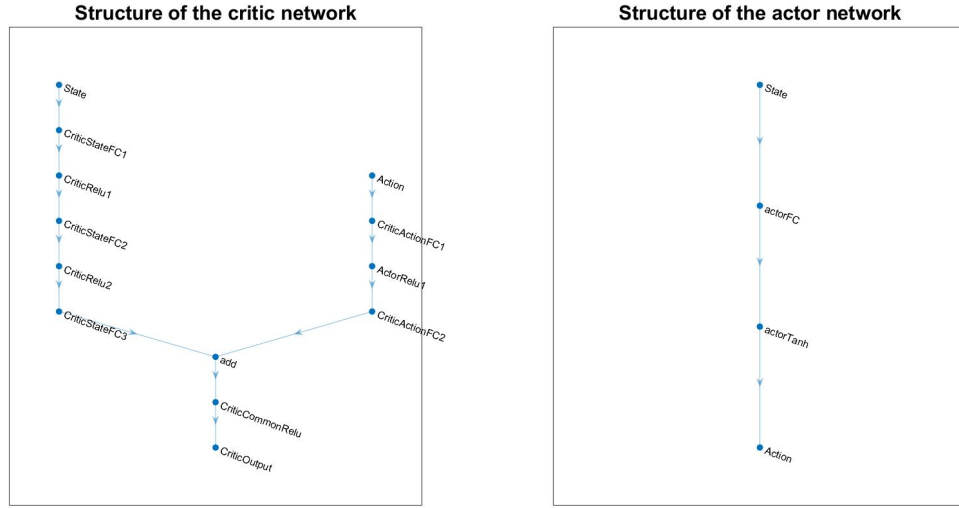 Structure of the critic network
State
CriticStateFC1
CriticRelu1
CriticStateFC2
CriticRelu2
CriticStateFC3
Action
CriticActionFC1
ActorRelu1
CriticActionFC2
add
CriticCommonRelu
CriticOutput
Structure of the actor network
State
actorFC
actorTanh
Action